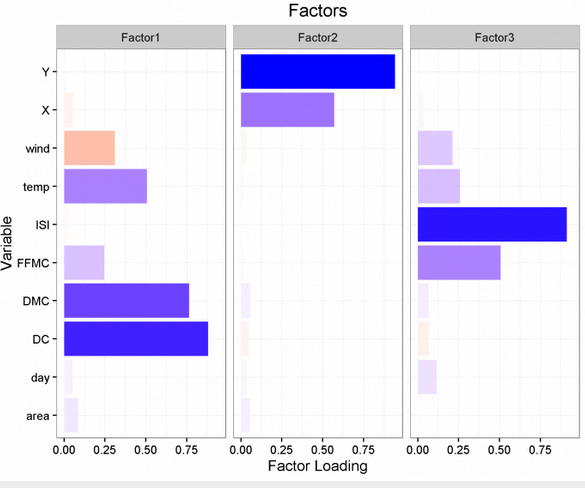 Factors
Factor1 Factor2 Factor3
Y
X
wind
temp
ISI
FFMC
DMC
DC
day
area
Variable
0.00 0.25 0.50 0.75 0.00 0.25 0.50 0.75 0.00 0.25 0.50 0.75
Factor Loading